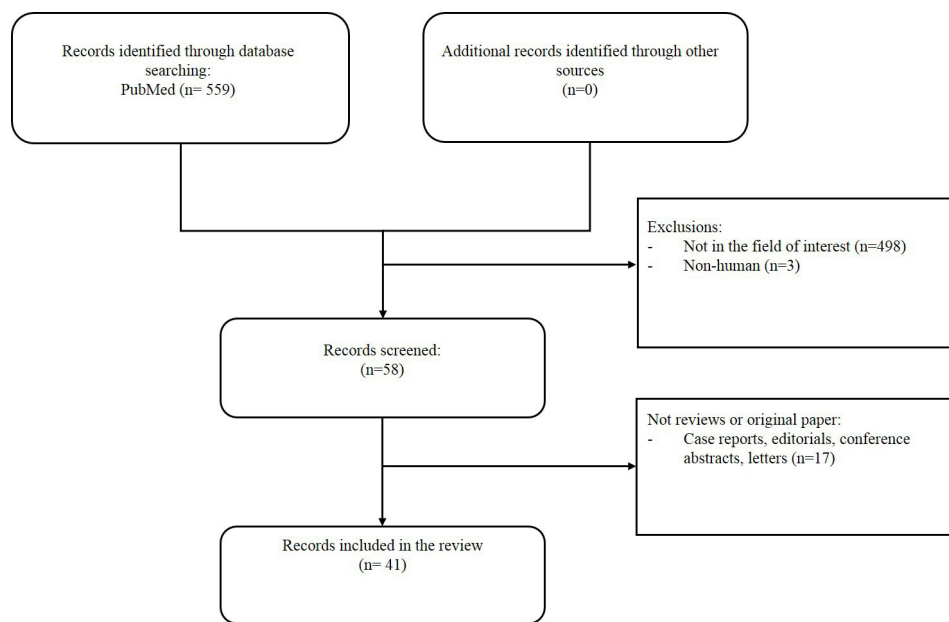 Records identified through database
searching:
PubMed (n= 559)
Additional records identified through other
sources
(n=0)
Exclusions:
- Not in the field of interest (n=498)
- Non-human (n=3)
Records screened:
(n=58)
Not reviews or original paper:
- Case reports, editorials, conference
abstracts, letters (n=17)
Records included in the review
(n= 41)